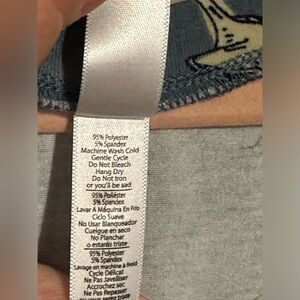 95% Polyester
5% Spandex
Machine Wash Cold
Gentle Cycle
Do Not Bleach
Hang Dry
Do Not Iron
or you'll be sad
95% Poliéster
5% Spandex
Lavar A Máquina En Frío
Ciclo Suave
No Usar Blanqueador
Cuelgue en seco
No Planchar
o estarás triste
95% Polyester
5% Spandex
Lavage en machine à froid
Cycle Délicat
Ne Pas Javelliser
Accrochez sec
Ne Pas Repasser